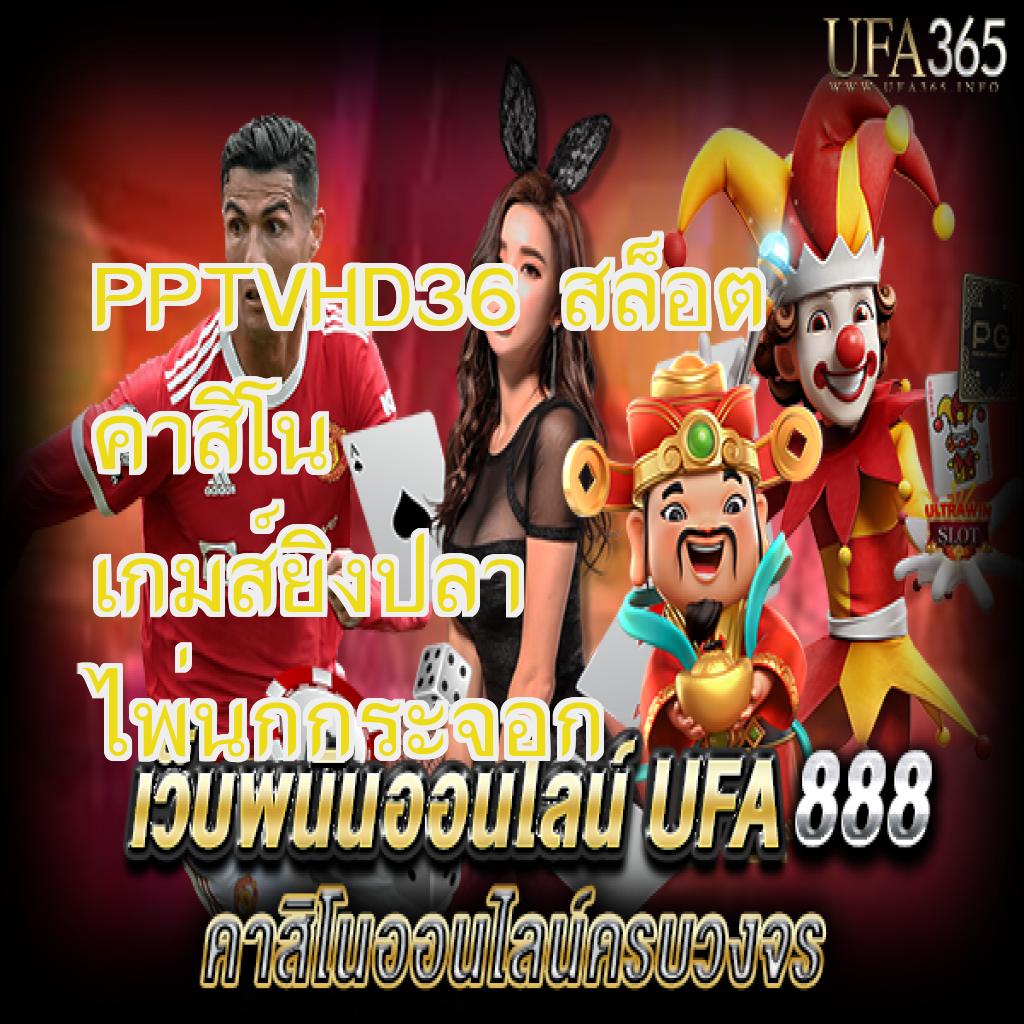 UFA365
WWW.UFA365.INFO
PPTVHD36 สล็อต
คาสิโน
เกมส์ยิงปลา
ไพ่นกกระจอก
PG
A
ULTRAWIN
SLOT
เว็บพนันออนไลน์ UFA 888
คาสิโนออนไลน์ครบวงจร